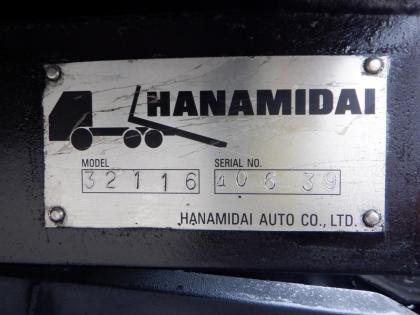 HANAMIDAI
MODEL SERIAL NO.
32116 40639
HANAMIDAI AUTO CO., LTD.